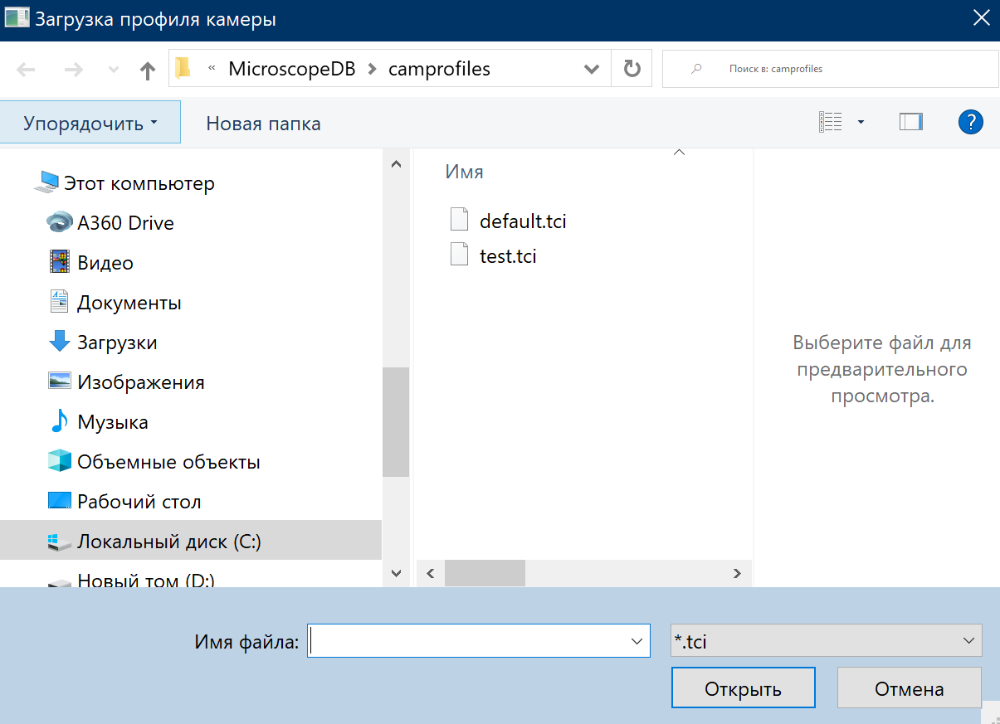 Загрузка профиля камеры
« MicroscopeDB camprofiles
Поиск в: camprofiles
Упорядочить
Новая папка
?
Этот компьютер
A360 Drive
Видео
Документы
Загрузки
Изображения
Музыка
Объемные объекты
Рабочий стол
Локальный диск (C:)
Новый том (D:)
Имя
default.tci
test.tci
Выберите файл для
предварительного
просмотра.
Имя файла:
*.tci
Открыть
Отмена